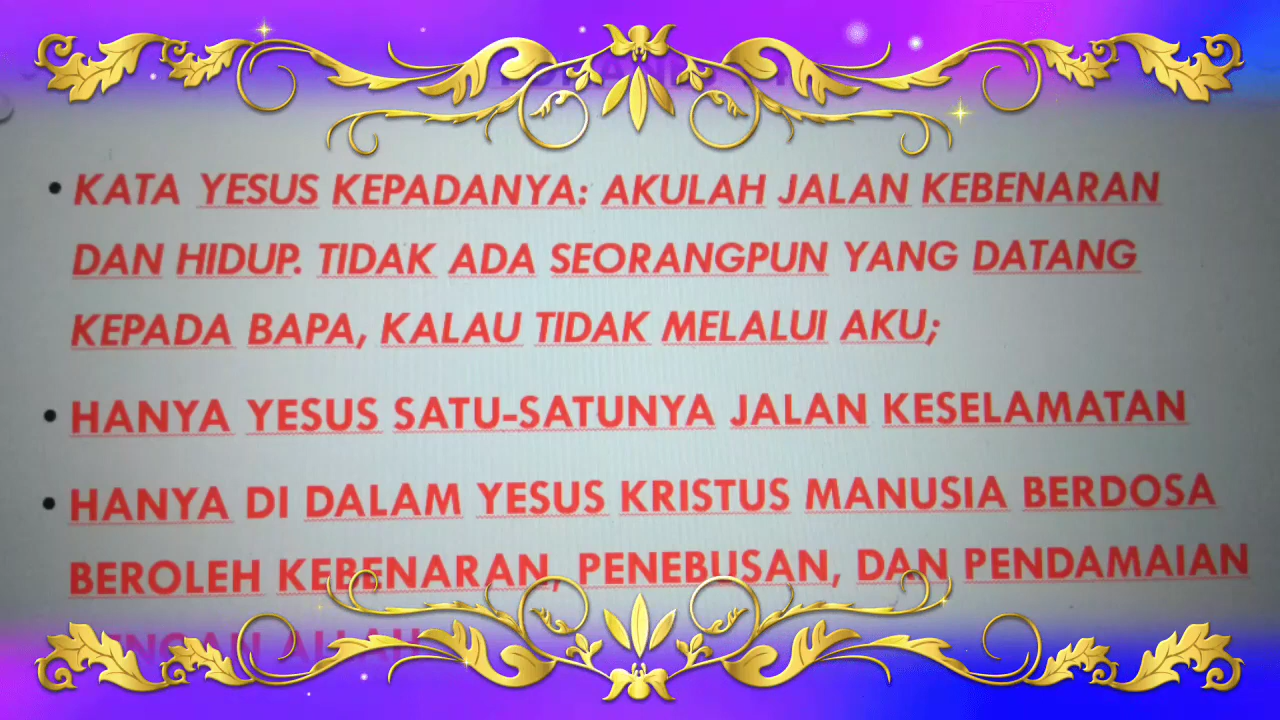 • KATA YESUS KEPADANYA: AKULAH JALAN KEBENARAN
DAN HIDUP. TIDAK ADA SEORANGPUN YANG DATANG
KEPADA BAPA, KALAU TIDAK MELALUI AKU;
• HANYA YESUS SATU-SATUNYA JALAN KESELAMATAN
• HANYA DI DALAM YESUS KRISTUS MANUSIA BERDOSA
BEROLEH KEBENARAN, PENEBUSAN, DAN PENDAMAIAN
ALLAH